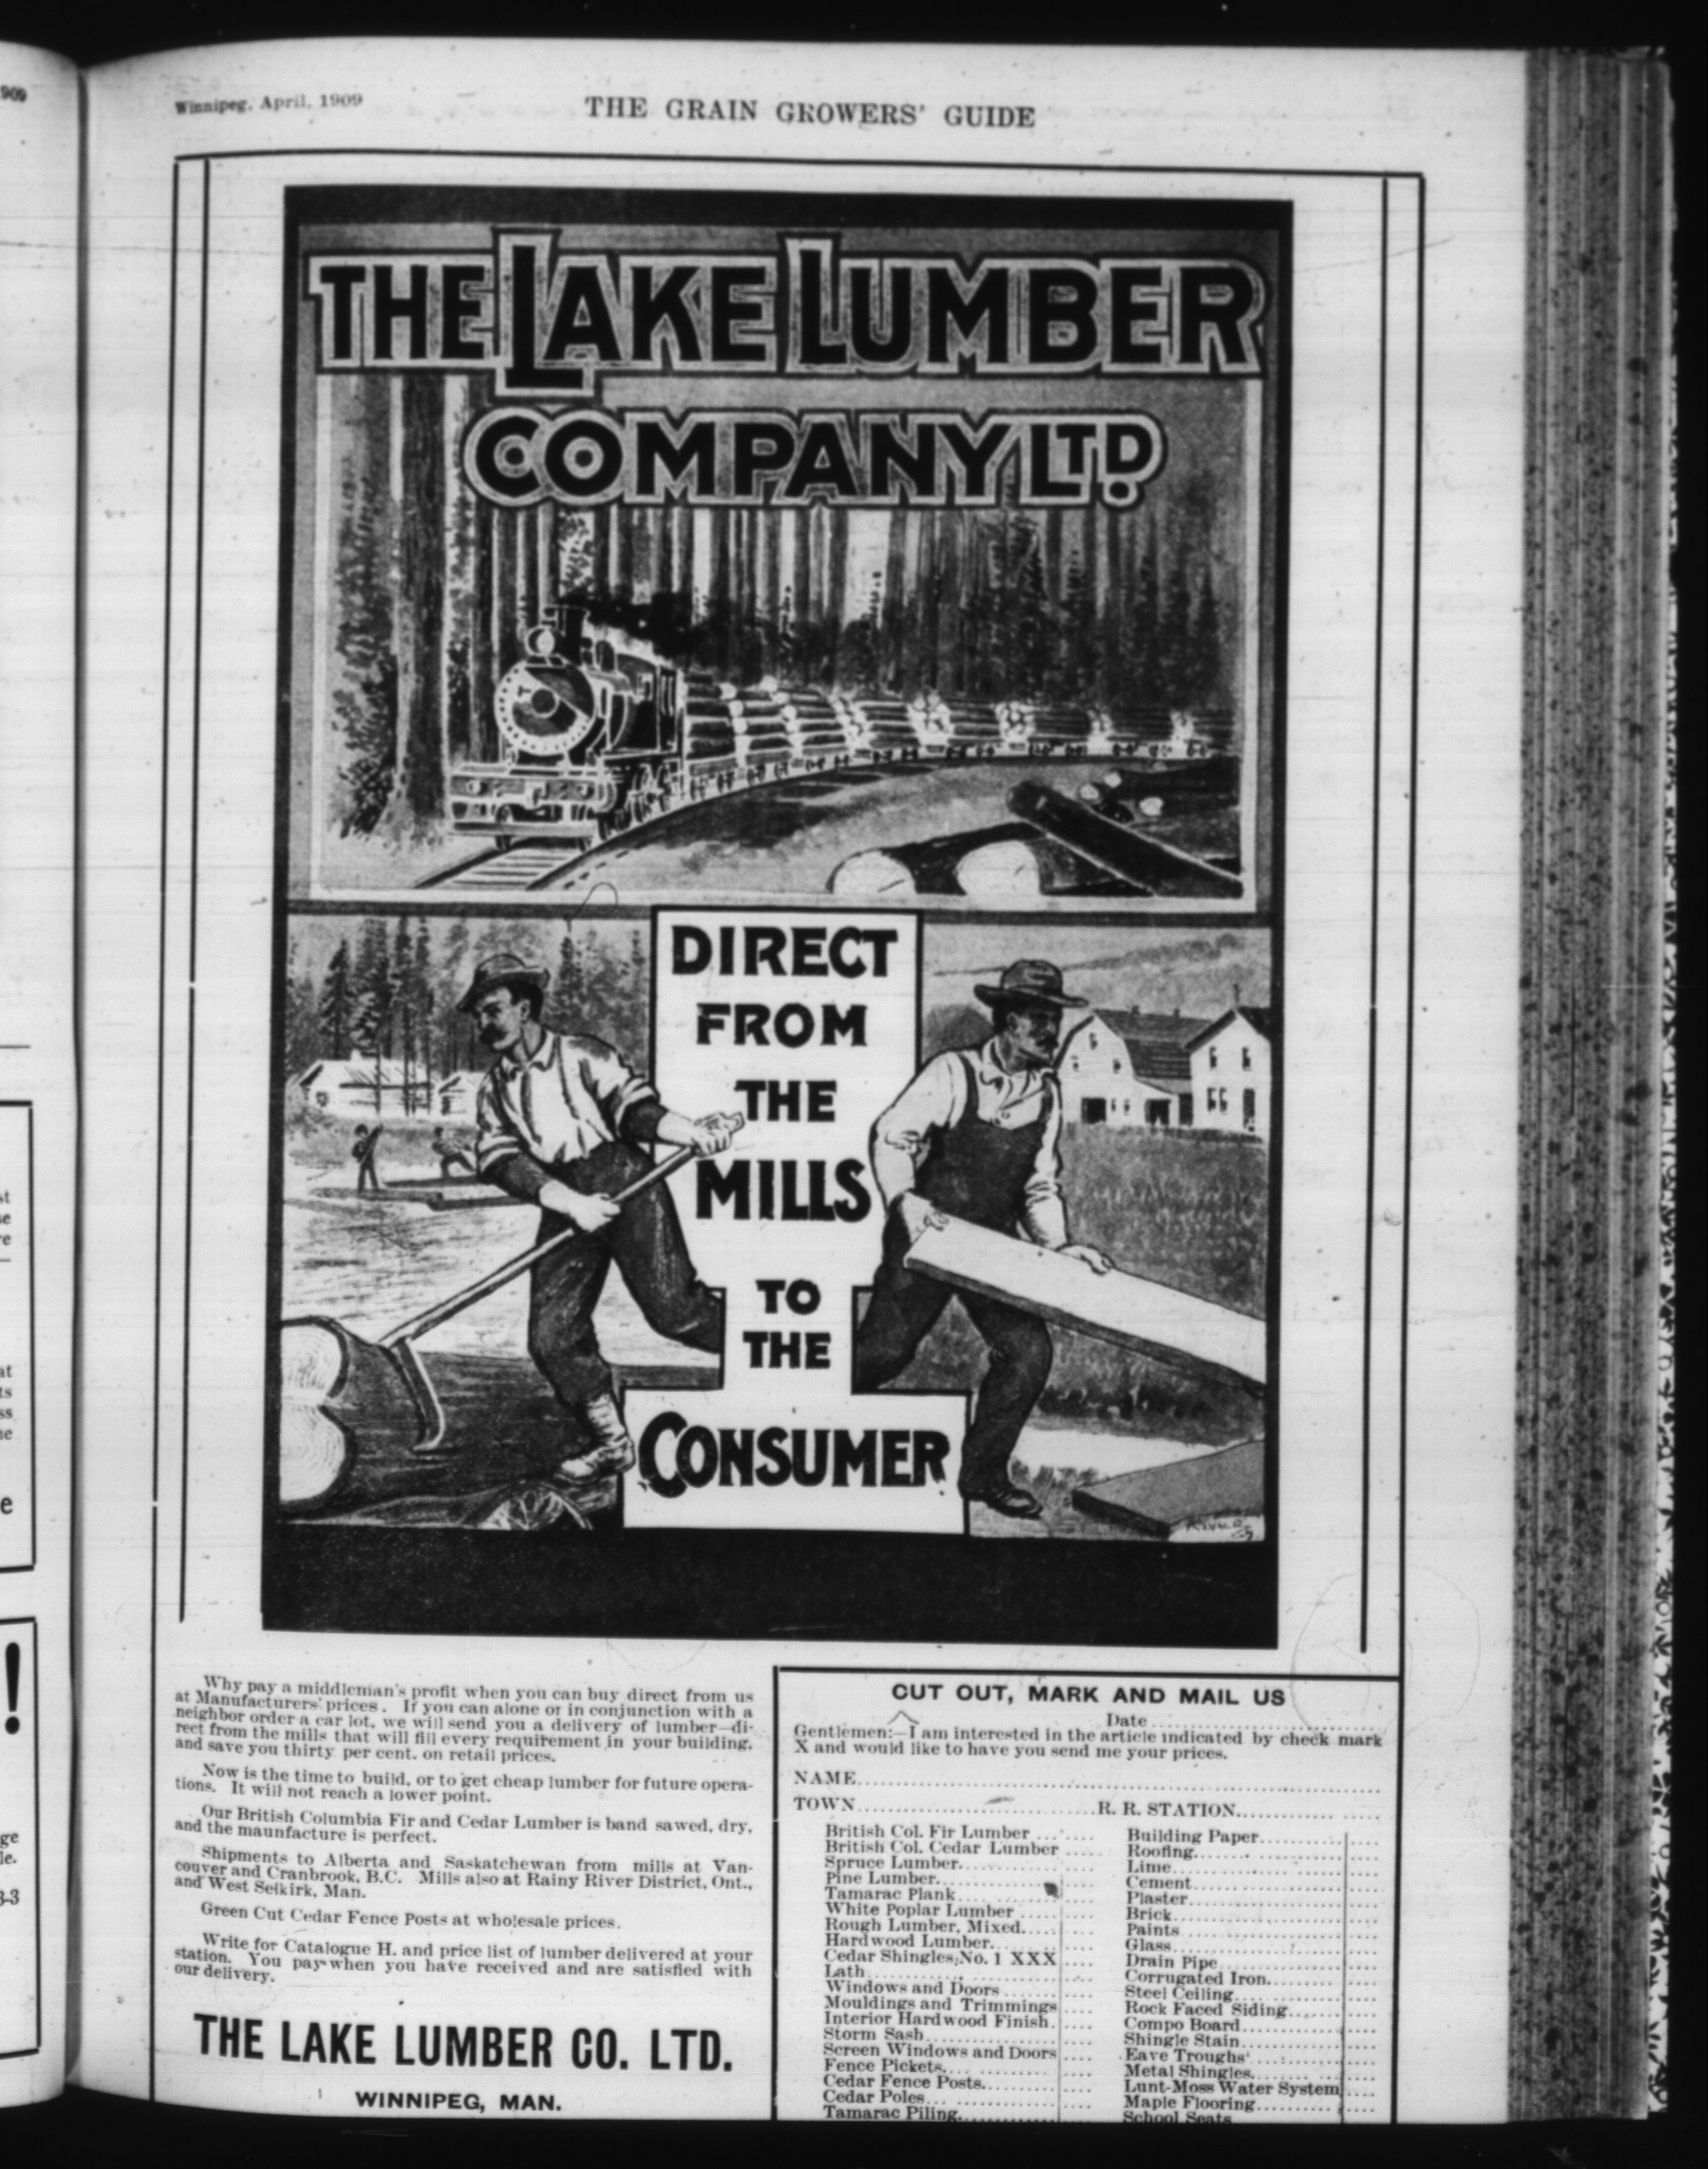 Winnipeg, April, 1909
THE GRAIN GROWERS' GUIDE
THE LAKE LUMBER
COMPANY LTD.
DIRECT
FROM
THE
MILLS
TO
THE
CONSUMER
Why pay a middleman's profit when you can buy direct from us
at Manufacturers' prices. If you can alone or in conjunction with a
neighbor order a car lot, we will send you a delivery of lumber—di-
rect from the mills that will fill every requirement in your building,
and save you thirty per cent. on retail prices.
Now is the time to build, or to get cheap lumber for future opera-
tions. It will not reach a lower point.
Our British Columbia Fir and Cedar Lumber is band sawed, dry,
and the maunfacture is perfect.
Shipments to Alberta and Saskatchewan from mills at Van-
couver and Cranbrook, B.C. Mills also at Rainy River District, Ont.,
and West Selkirk, Man.
Green Cut Cedar Fence Posts at wholesale prices.
Write for Catalogue H. and price list of lumber delivered at your
station. You pay when you have received and are satisfied with
our delivery.
THE LAKE LUMBER CO. LTD.
WINNIPEG, MAN.
CUT OUT, MARK AND MAIL US
Date
Gentlemen:—I am interested in the article indicated by check mark
X and would like to have you send me your prices.
NAME
TOWN R. R. STATION
British Col. Fir Lumber
British Col. Cedar Lumber
Spruce Lumber
Pine Lumber
Tamarac Plank
White Poplar Lumber
Rough Lumber, Mixed
Hardwood Lumber
Cedar Shingles, No. 1 XXX
Lath
Windows and Doors
Mouldings and Trimmings
Interior Hardwood Finish
Storm Sash
Screen Windows and Doors
Fence Pickets
Cedar Fence Posts
Cedar Poles
Tamarac Piling
Building Paper
Roofing
Lime
Cement
Plaster
Brick
Paints
Glass
Drain Pipe
Corrugated Iron
Steel Ceiling
Rock Faced Siding
Compo Board
Shingle Stain
Eave Troughs
Metal Shingles
Lunt-Moss Water System
Maple Flooring
School Seats